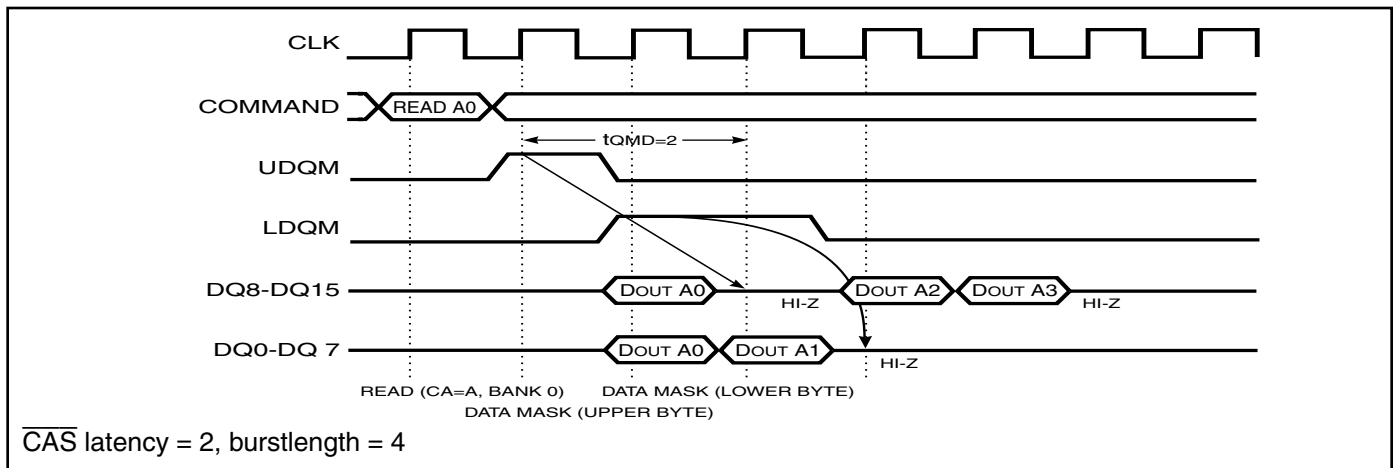 CLK
COMMAND READ A0
tQMD=2
UDQM
LDQM
DQ8-DQ15 DOUT A0 HI-Z DOUT A2 DOUT A3 HI-Z
DQ0-DQ 7 DOUT A0 DOUT A1 HI-Z
READ (CA=A, BANK 0) DATA MASK (LOWER BYTE)
DATA MASK (UPPER BYTE)
CAS latency = 2, burstlength = 4